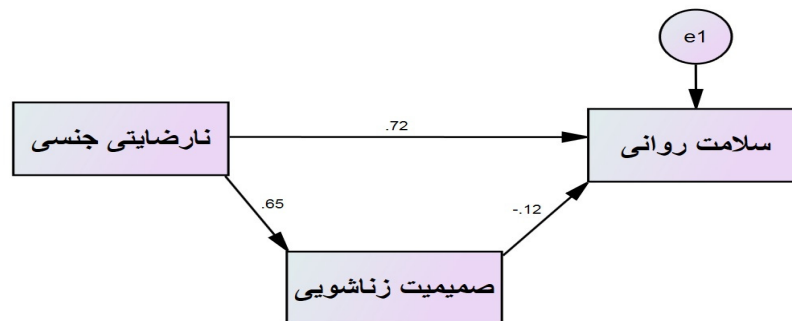 e1
.72
نارضایتی جنسی
سلامت روانی
.65
-.12
صمیمیت زناشویی